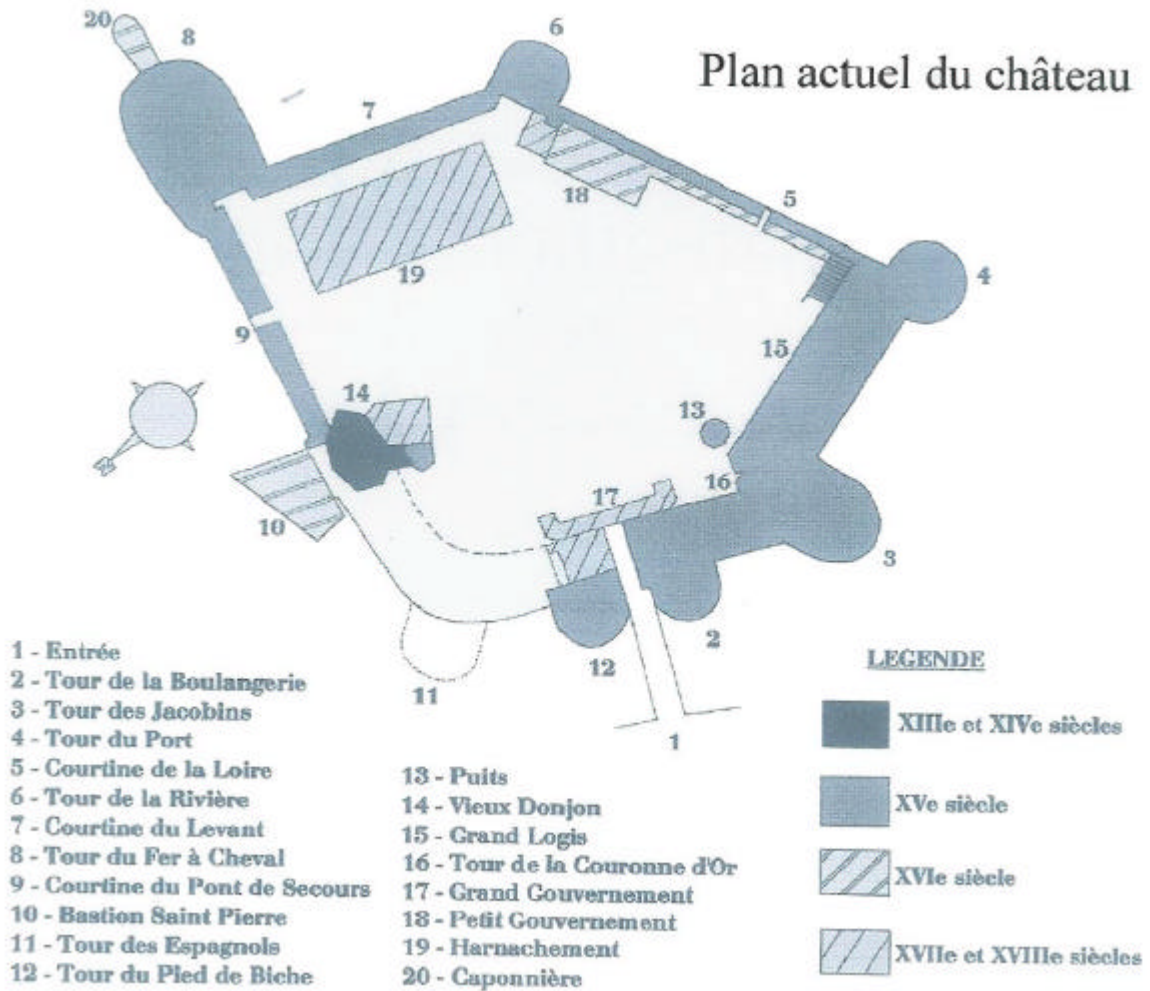 Plan actuel du château
20
8
6
7
18
5
19
4
9
15
14
13
16
17
10
3
2
12
11
1
1 - Entrée
2 - Tour de la Boulangerie
3 - Tour des Jacobins
4 - Tour du Port
5 - Courtine de la Loire
6 - Tour de la Rivière
7 - Courtine du Levant
8 - Tour du Fer à Cheval
9 - Courtine du Pont de Secours
10 - Bastion Saint Pierre
11 - Tour des Espagnols
12 - Tour du Pied de Biche
13 - Puits
14 - Vieux Donjon
15 - Grand Logis
16 - Tour de la Couronne d'Or
17 - Grand Gouvernement
18 - Petit Gouvernement
19 - Harnachement
20 - Caponnière
LEGENDE
XIIIe et XIVe siècles
XVe siècle
XVIe siècle
XVIIe et XVIIIe siècles